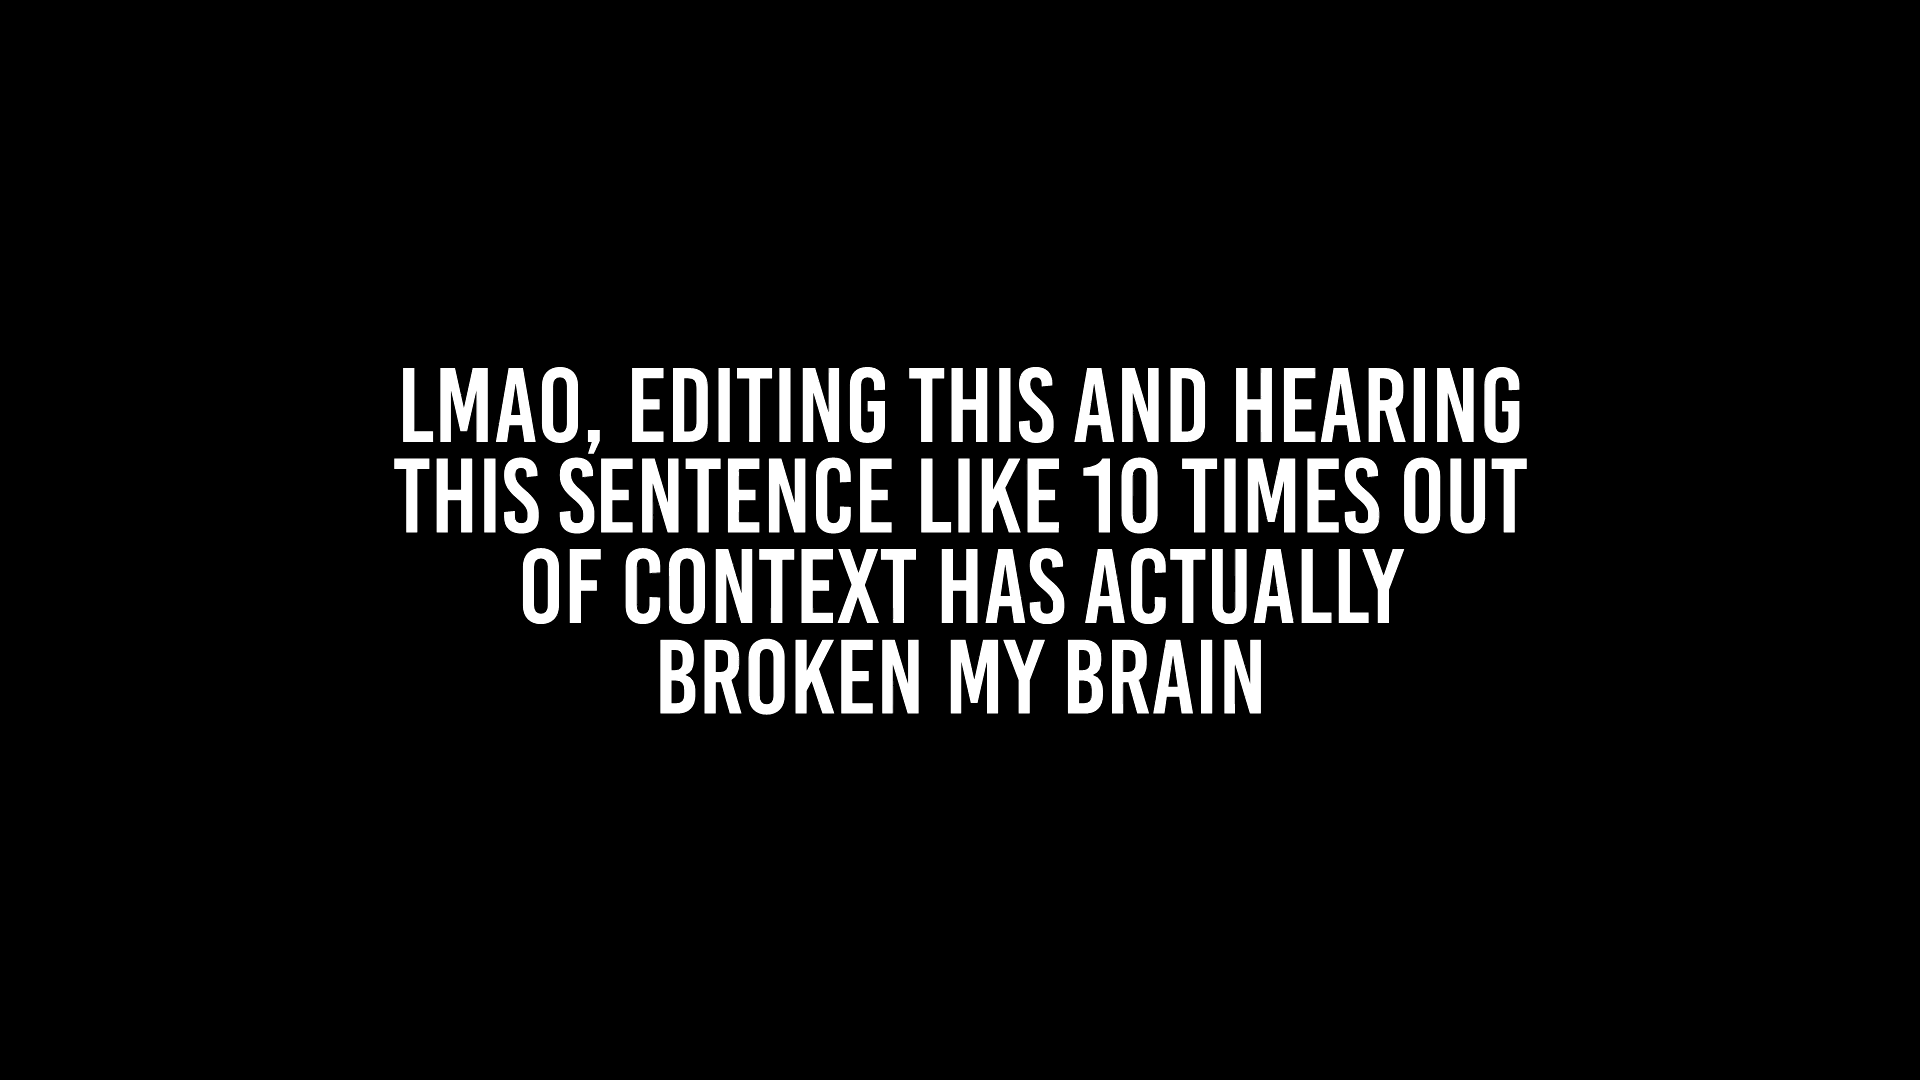 LMAO, EDITING THIS AND HEARING
THIS SENTENCE LIKE 10 TIMES OUT
OF CONTEXT HAS ACTUALLY
BROKEN MY BRAIN